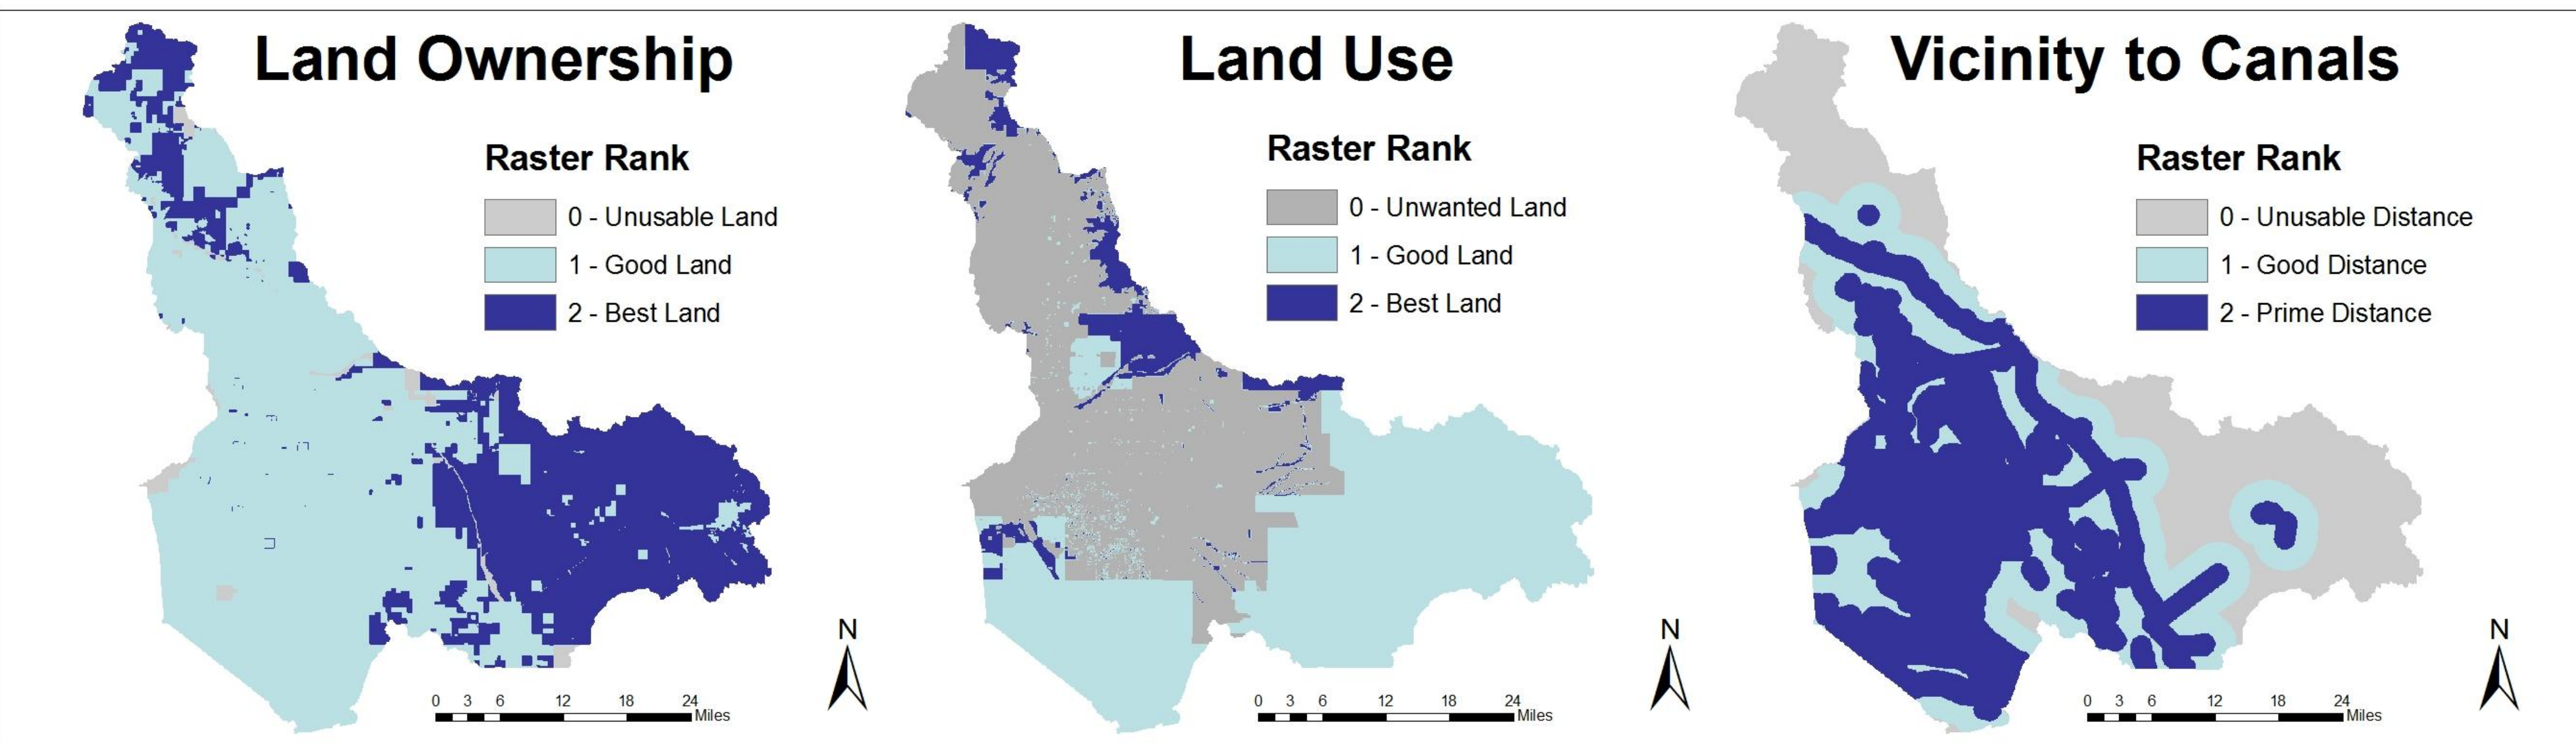 Land Ownership
Raster Rank
0 - Unusable Land
1 - Good Land
2 - Best Land
N
0 3 6 12 18 24
Miles
Land Use
Raster Rank
0 - Unwanted Land
1 - Good Land
2 - Best Land
N
0 3 6 12 18 24
Miles
Vicinity to Canals
Raster Rank
0 - Unusable Distance
1 - Good Distance
2 - Prime Distance
N
0 3 6 12 18 24
Miles